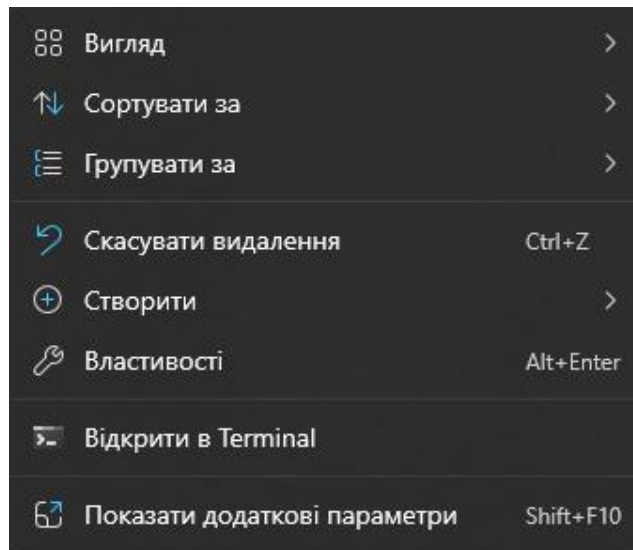 Вигляд
Сортувати за
Групувати за
Скасувати видалення Ctrl+Z
Створити
Властивості Alt+Enter
Відкрити в Terminal
Показати додаткові параметри Shift+F10